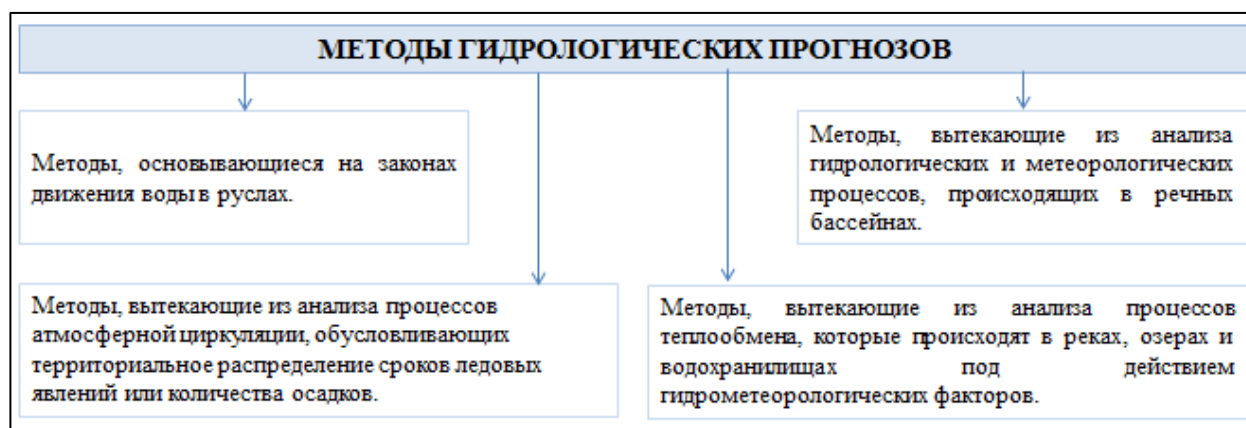 МЕТОДЫ ГИДРОЛОГИЧЕСКИХ ПРОГНОЗОВ
Методы, основывающиеся на законах
движения воды в руслах.
Методы, вытекающие из анализа
гидрологических и метеорологических
процессов, происходящих в речных
бассейнах.
Методы, вытекающие из анализа процессов
атмосферной циркуляции, обусловливающих
территориальное распределение сроков ледовых
явлений или количества осадков.
Методы, вытекающие из анализа процессов
теплообмена, которые происходят в реках, озерах и
водохранилищах под действием
гидрометеорологических факторов.